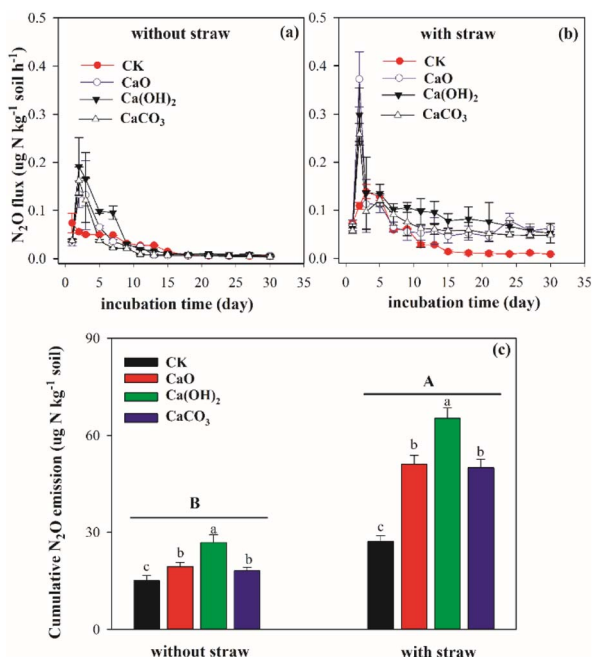 without straw (a)
CK
CaO
Ca(OH)2
CaCO3
N2O flux (ug N kg-1 soil h-1)
0.5
0.4
0.3
0.2
0.1
0.0
0 5 10 15 20 25 30 35
incubation time (day)
with straw (b)
CK
CaO
Ca(OH)2
CaCO3
0.5
0.4
0.3
0.2
0.1
0.0
0 5 10 15 20 25 30 35
incubation time (day)
(c)
CK
CaO
Ca(OH)2
CaCO3
Cumulative N2O emission (ug N kg-1 soil)
90
60
30
0
B
c b a b
A
c b a b
without straw with straw